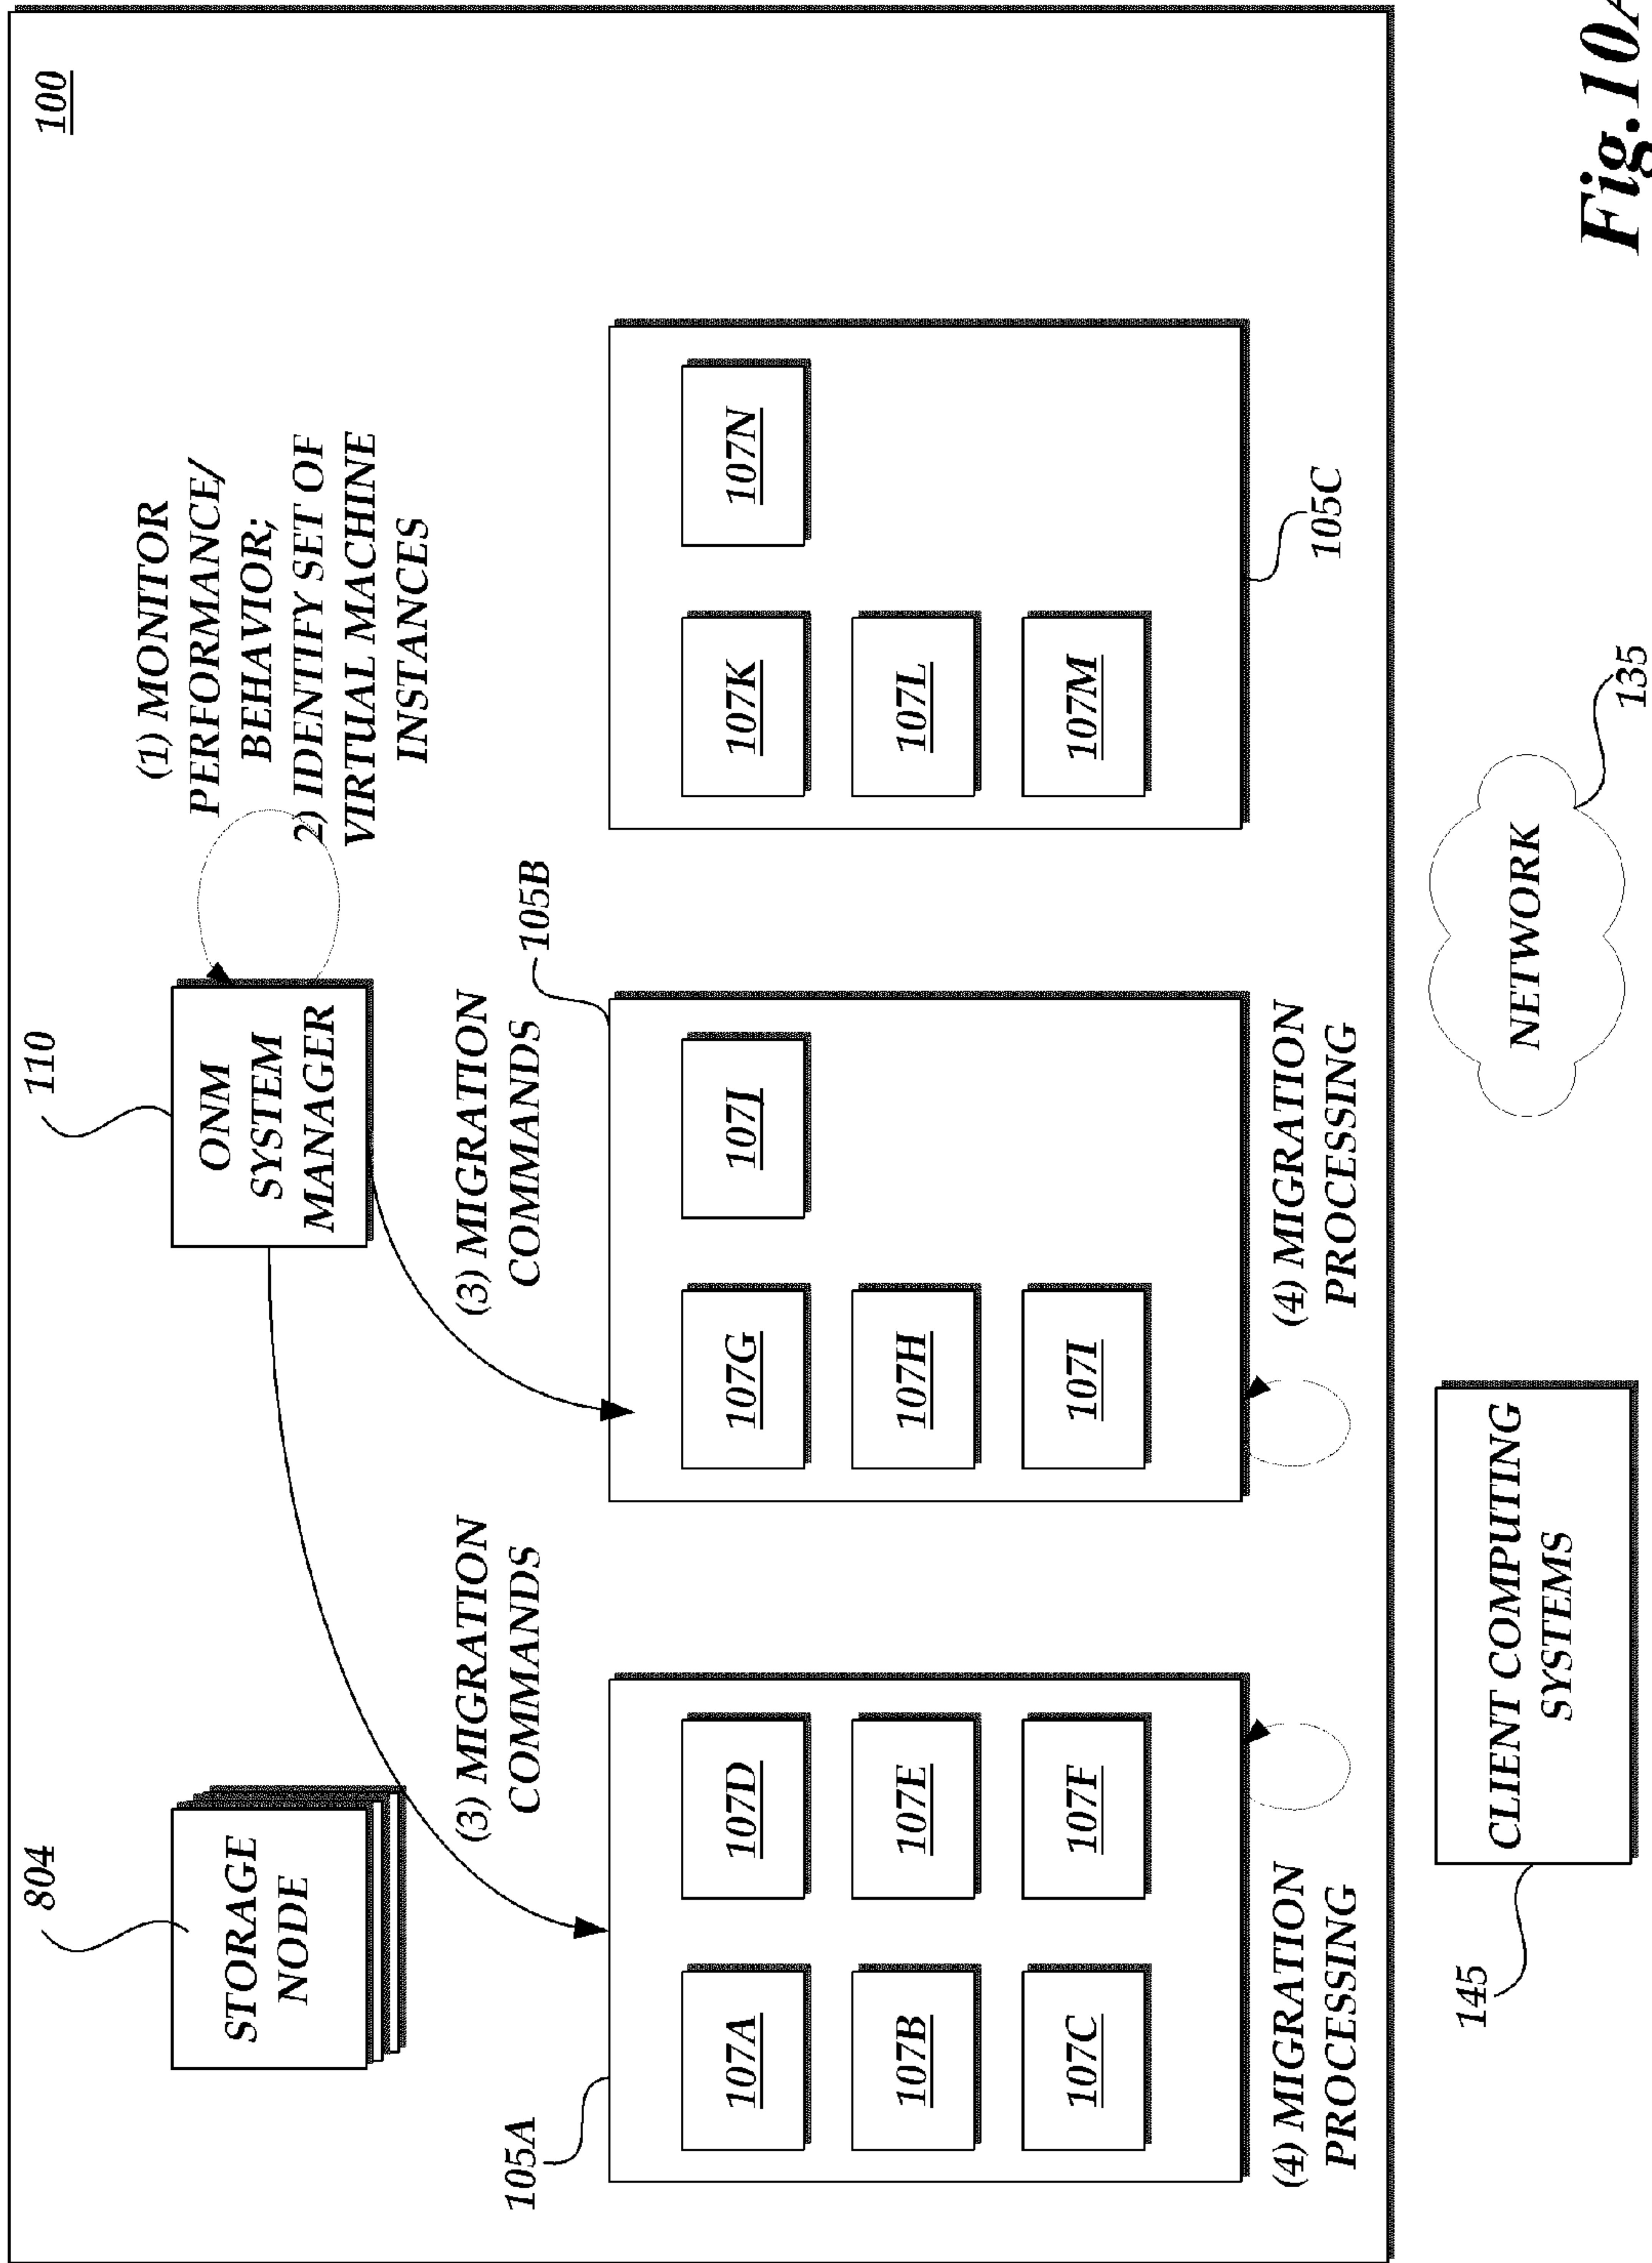 100
804
110
STORAGE
NODE
ONM
SYSTEM
MANAGER
(1) MONITOR
PERFORMANCE/
BEHAVIOR;
2) IDENTIFY SET OF
VIRTUAL MACHINE
INSTANCES
(3) MIGRATION
COMMANDS
(3) MIGRATION
COMMANDS
105A
105B
107A
107D
107B
107E
107C
107F
107G
107J
107H
107I
107K
107N
107L
107M
105C
(4) MIGRATION
PROCESSING
(4) MIGRATION
PROCESSING
145
CLIENT COMPUTING
SYSTEMS
NETWORK
135
Fig.10A